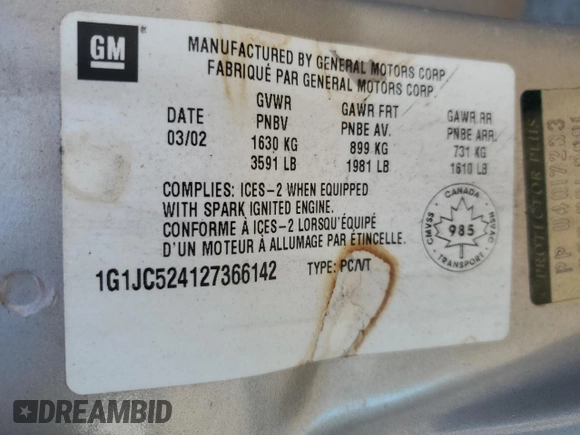 GM
MANUFACTURED BY GENERAL MOTORS CORP.
FABRIQUÉ PAR GENERAL MOTORS CORP.
DATE GVWR GAWR FRT GAWR RR
PNBV PNBE AV. PNBE ARR.
03/02 1630 KG 899 KG 731 KG
3591 LB 1981 LB 1610 LB
COMPLIES: ICES-2 WHEN EQUIPPED
WITH SPARK IGNITED ENGINE.
CONFORME À ICES-2 LORSQU'ÉQUIPÉ
D'UN MOTEUR À ALLUMAGE PAR ÉTINCELLE.
CANADA
CMVSS 985 NSVAC
TRANSPORT
1G1JC524127366142 TYPE: PC/VT
PROTECTOR PLUS
DREAMBID